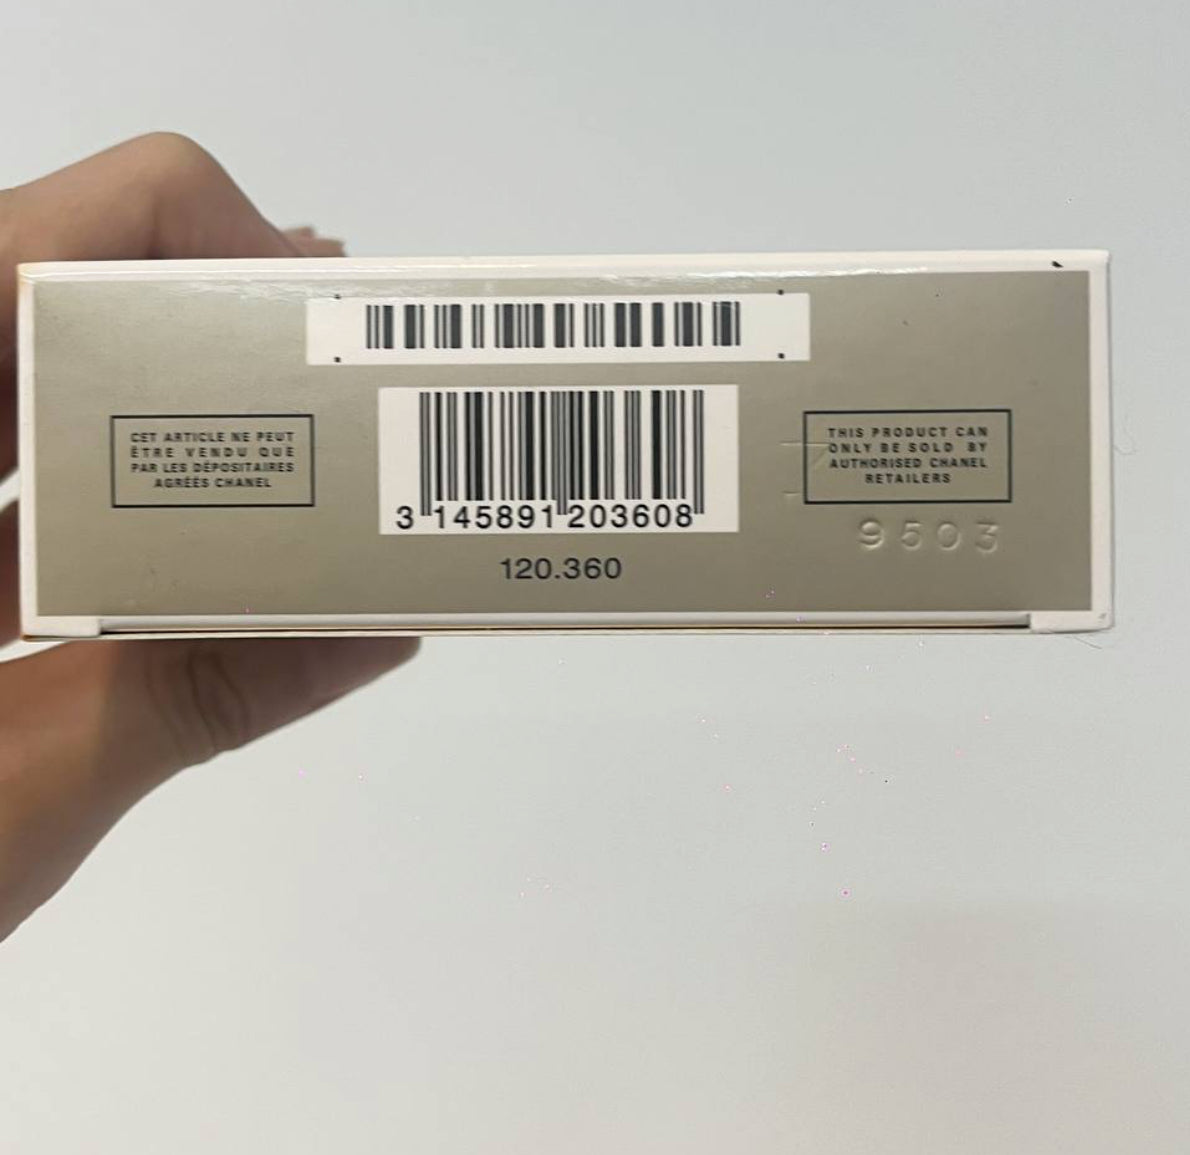 CET ARTICLE NE PEUT
ÊTRE VENDU QUE
PAR LES DÉPOSITAIRES
AGRÉÉS CHANEL
3 145891 203608
120.360
THIS PRODUCT CAN
ONLY BE SOLD BY
AUTHORISED CHANEL
RETAILERS
9503